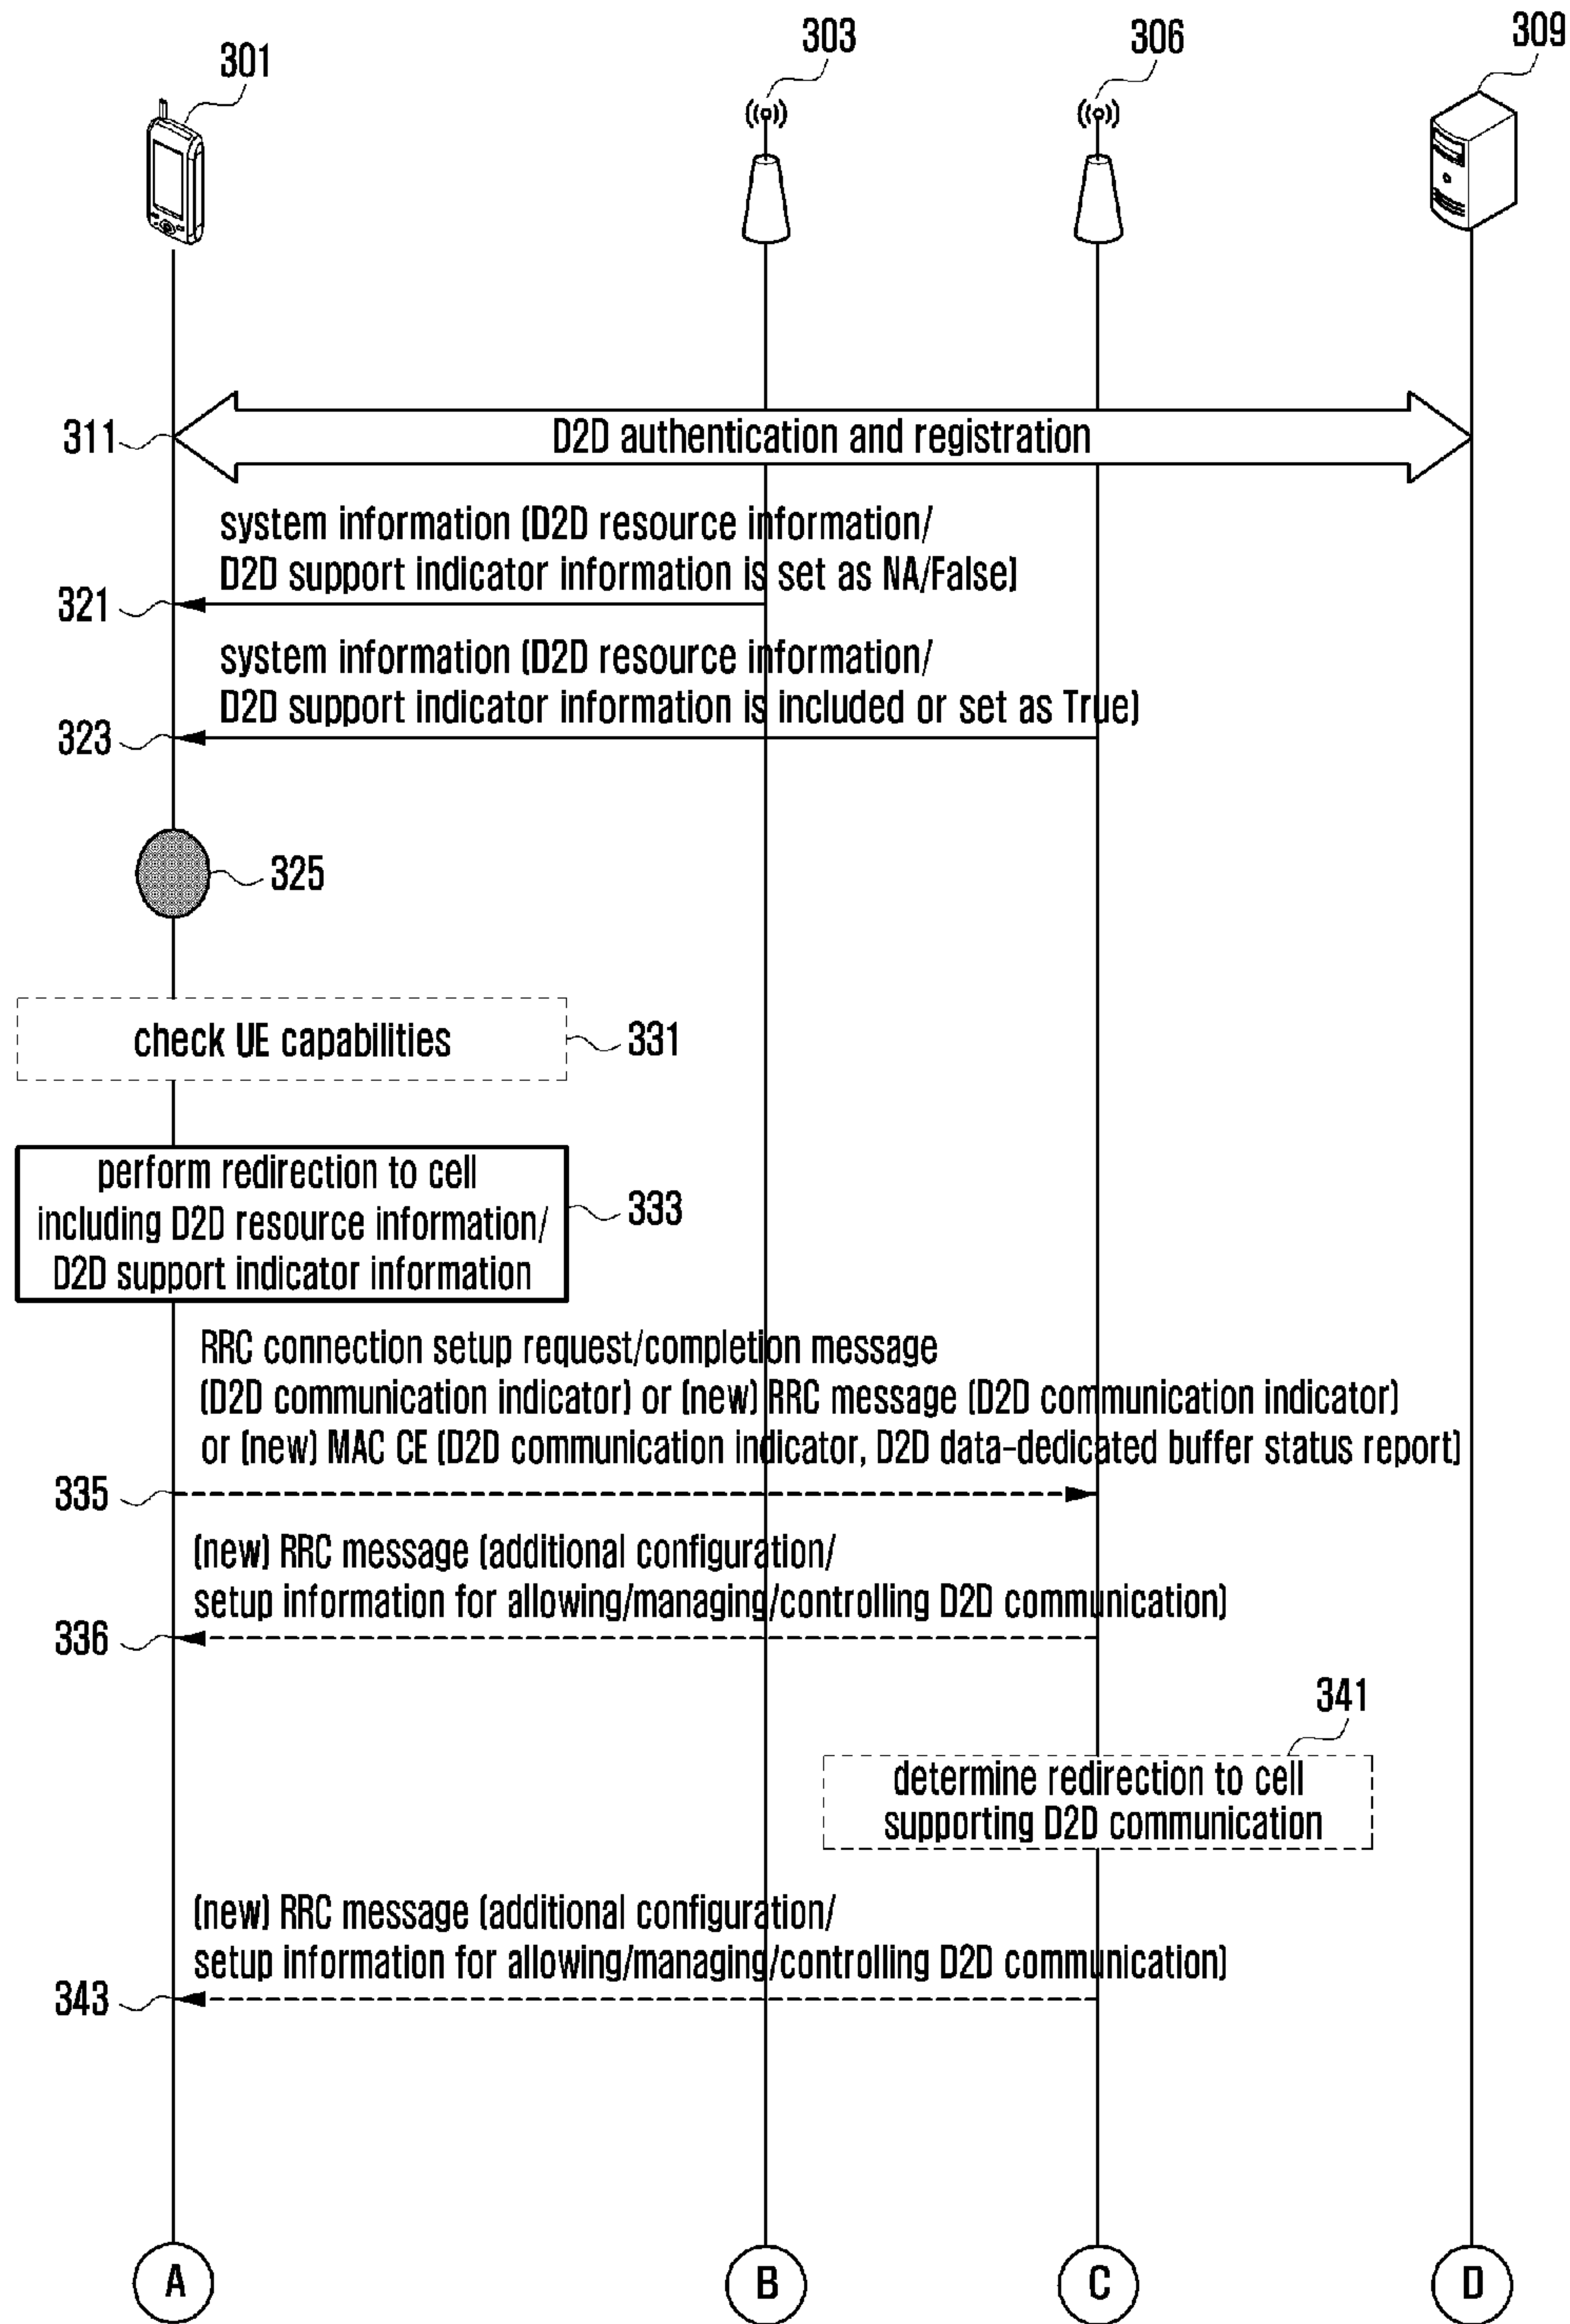 301
303
306
309
311
D2D authentication and registration
system information (D2D resource information/
D2D support indicator information is set as NA/False)
321
system information (D2D resource information/
D2D support indicator information is included or set as True)
323
325
check UE capabilities
331
perform redirection to cell
including D2D resource information/
D2D support indicator information
333
RRC connection setup request/completion message
(D2D communication indicator) or (new) RRC message (D2D communication indicator)
or (new) MAC CE (D2D communication indicator, D2D data-dedicated buffer status report)
335
(new) RRC message (additional configuration/
setup information for allowing/managing/controlling D2D communication)
336
341
determine redirection to cell
supporting D2D communication
(new) RRC message (additional configuration/
setup information for allowing/managing/controlling D2D communication)
343
A
B
C
D